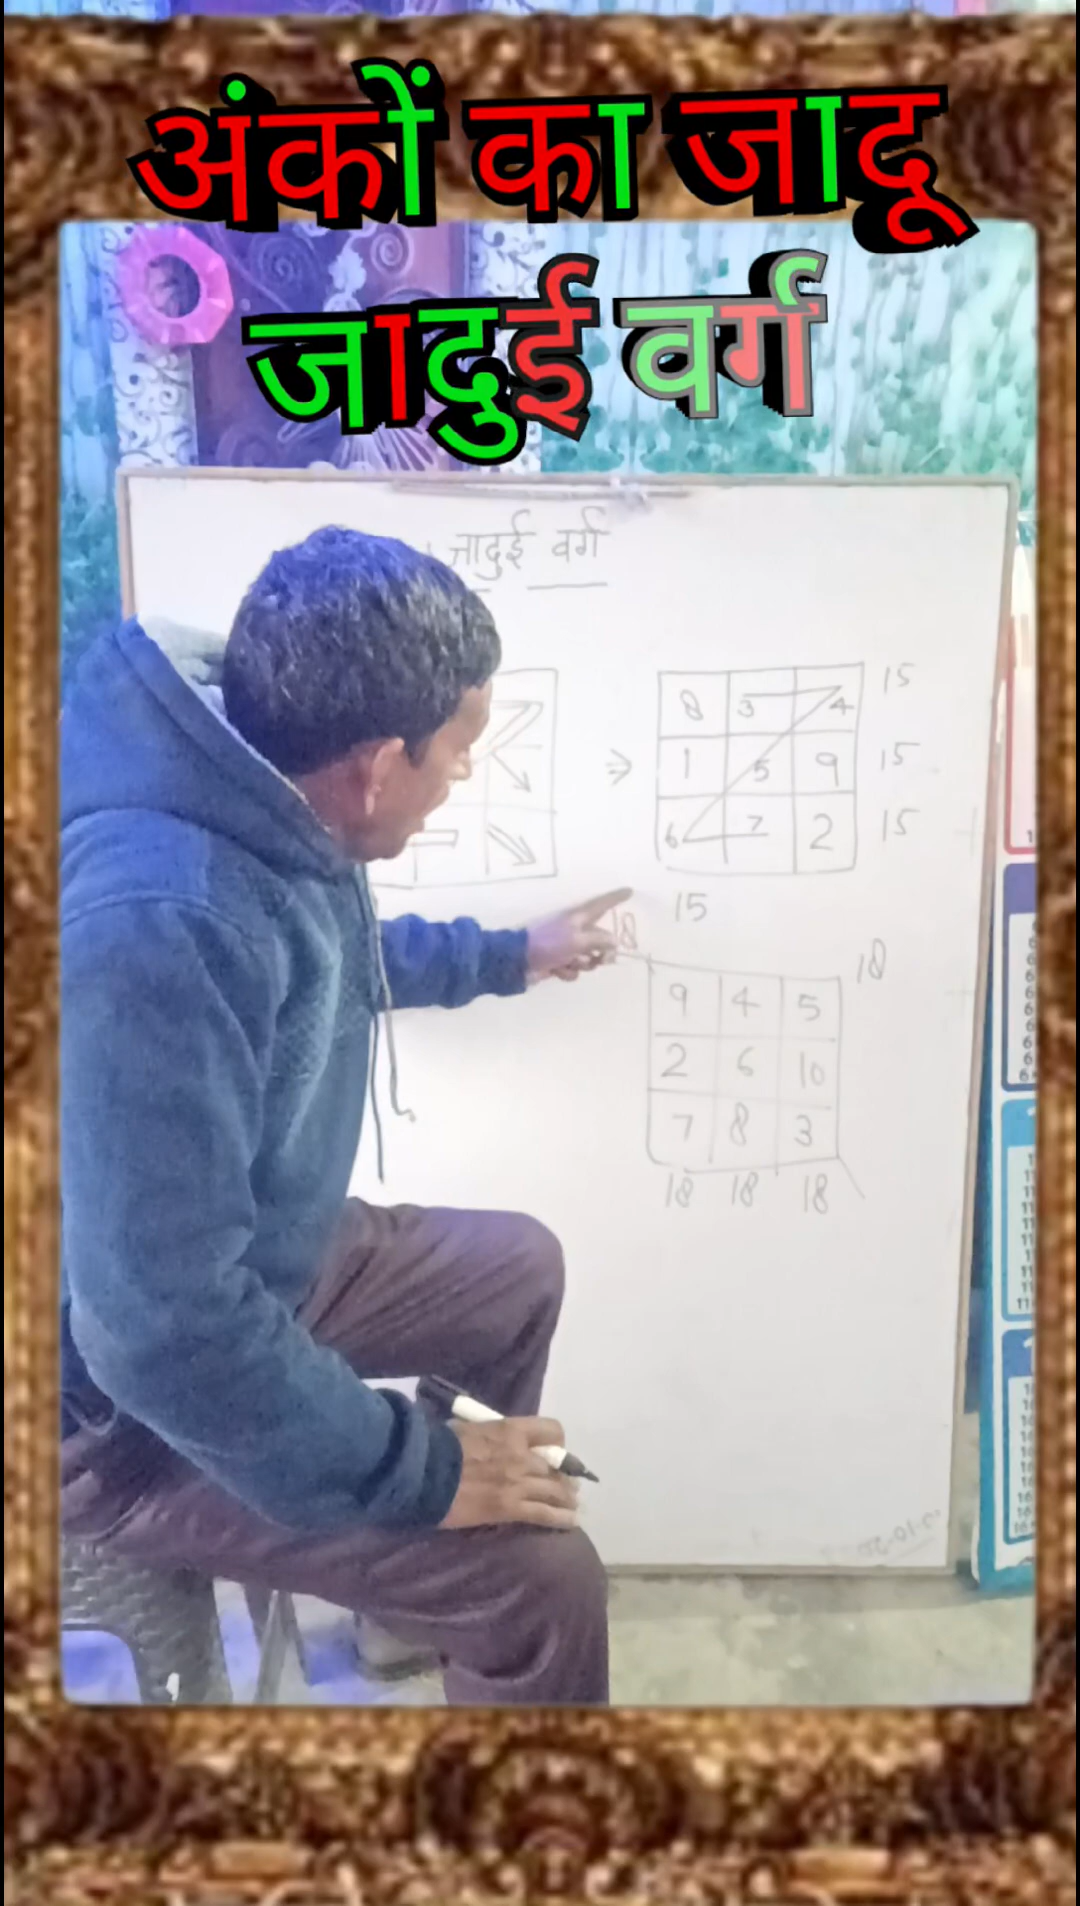 अंकों का जादू
जादुई वर्ग
जादुई वर्ग
8 3 4 15
⇒ 1 5 9 15
6 7 2 15
15
18 18
9 4 5
2 6 10
7 8 3
18 18 18